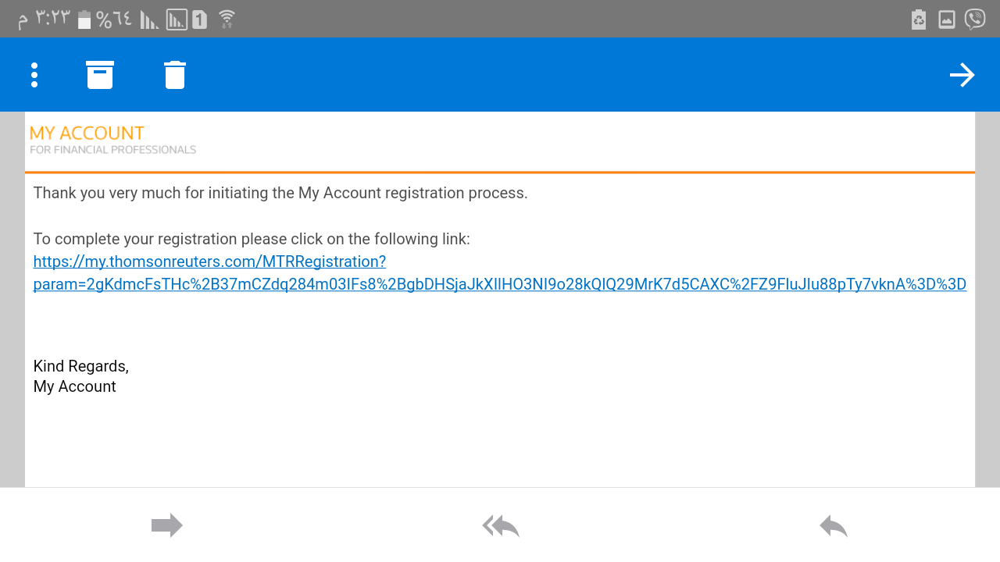 م ٣:٢٣ %٦٤ 1
MY ACCOUNT
FOR FINANCIAL PROFESSIONALS
Thank you very much for initiating the My Account registration process.
To complete your registration please click on the following link:
https://my.thomsonreuters.com/MTRRegistration?
param=2gKdmcFsTHc%2B37mCZdq284m03IFs8%2BgbDHSjaJkXIlHO3NI9o28kQIQ29MrK7d5CAXC%2FZ9FIuJIu88pTy7vknA%3D%3D
Kind Regards,
My Account